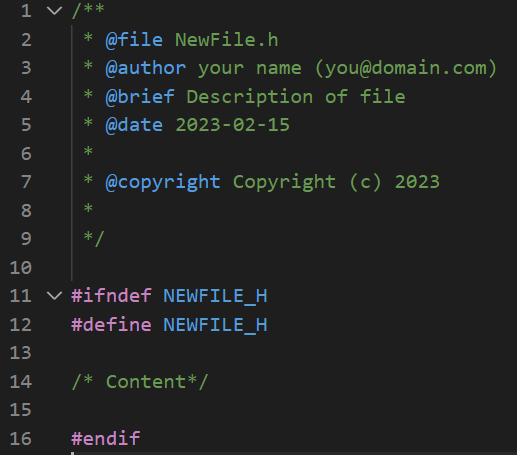 1 /**
2 * @file NewFile.h
3 * @author your name (you@domain.com)
4 * @brief Description of file
5 * @date 2023-02-15
6 *
7 * @copyright Copyright (c) 2023
8 *
9 */
10
11 #ifndef NEWFILE_H
12 #define NEWFILE_H
13
14 /* Content*/
15
16 #endif